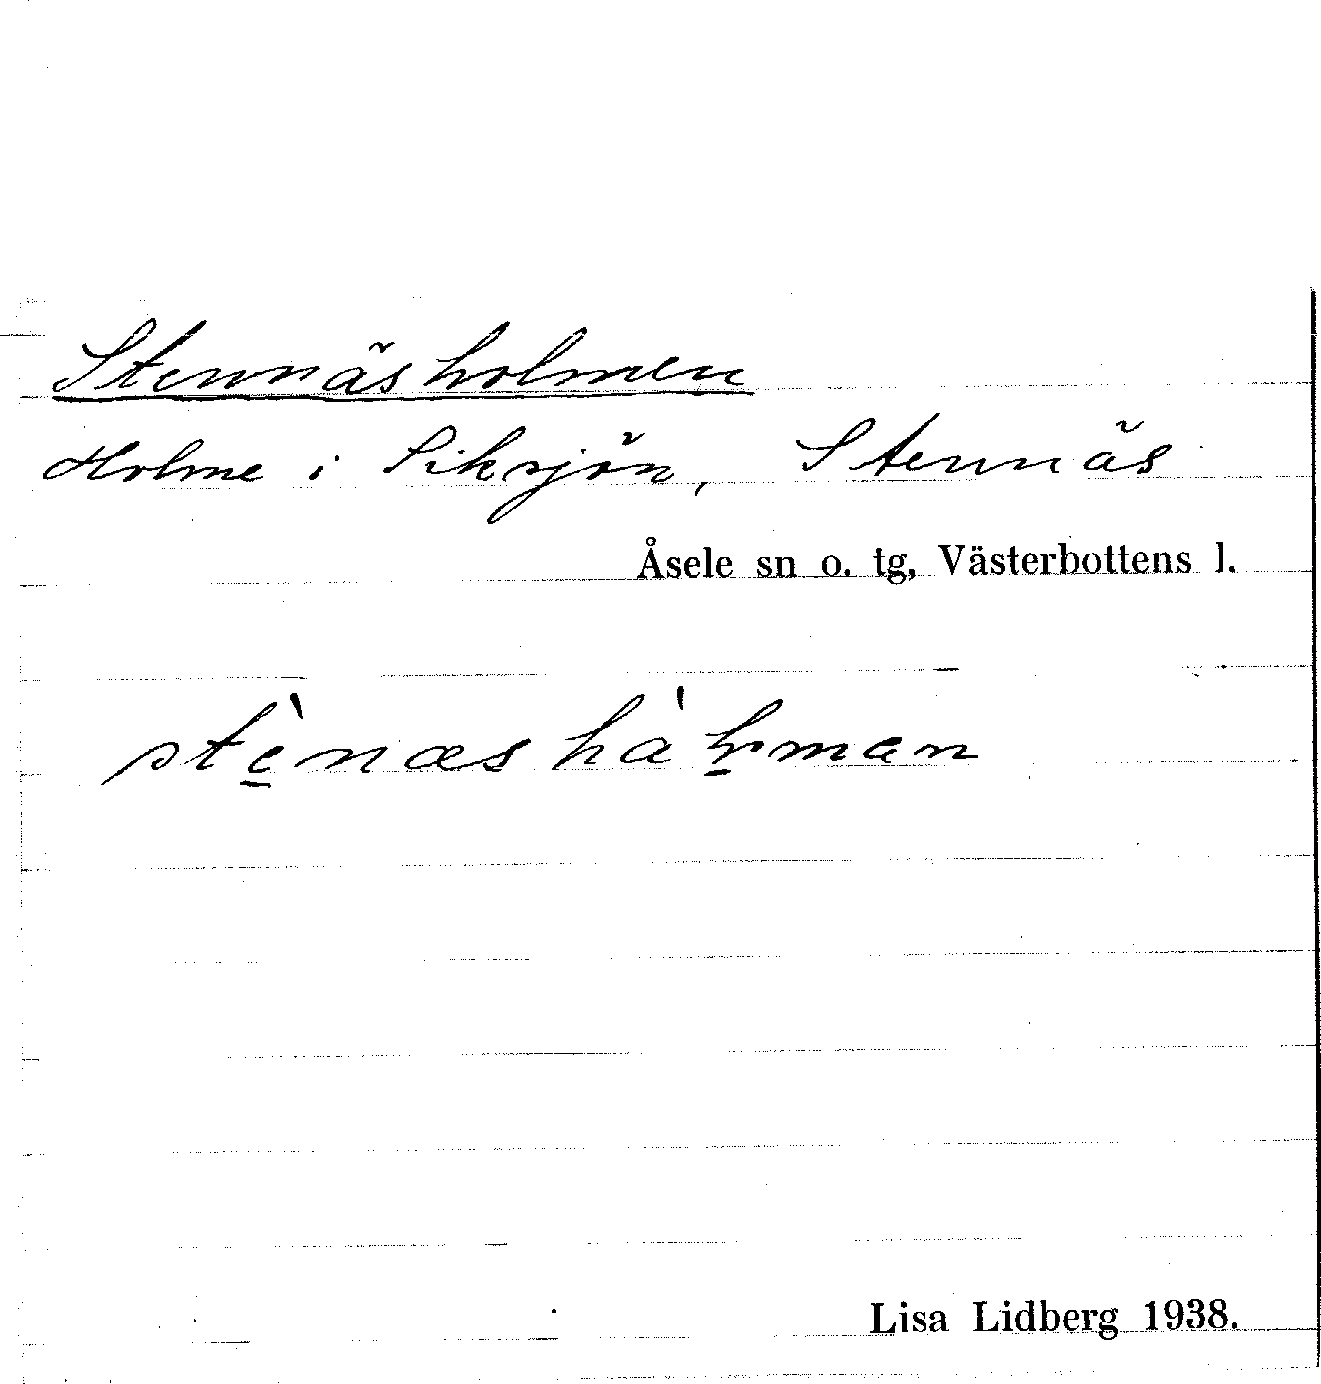 Stennäsholmen
Holme i Siksjön, Stennäs
Åsele sn o. tg, Västerbottens l.
Lisa Lidberg 1938.